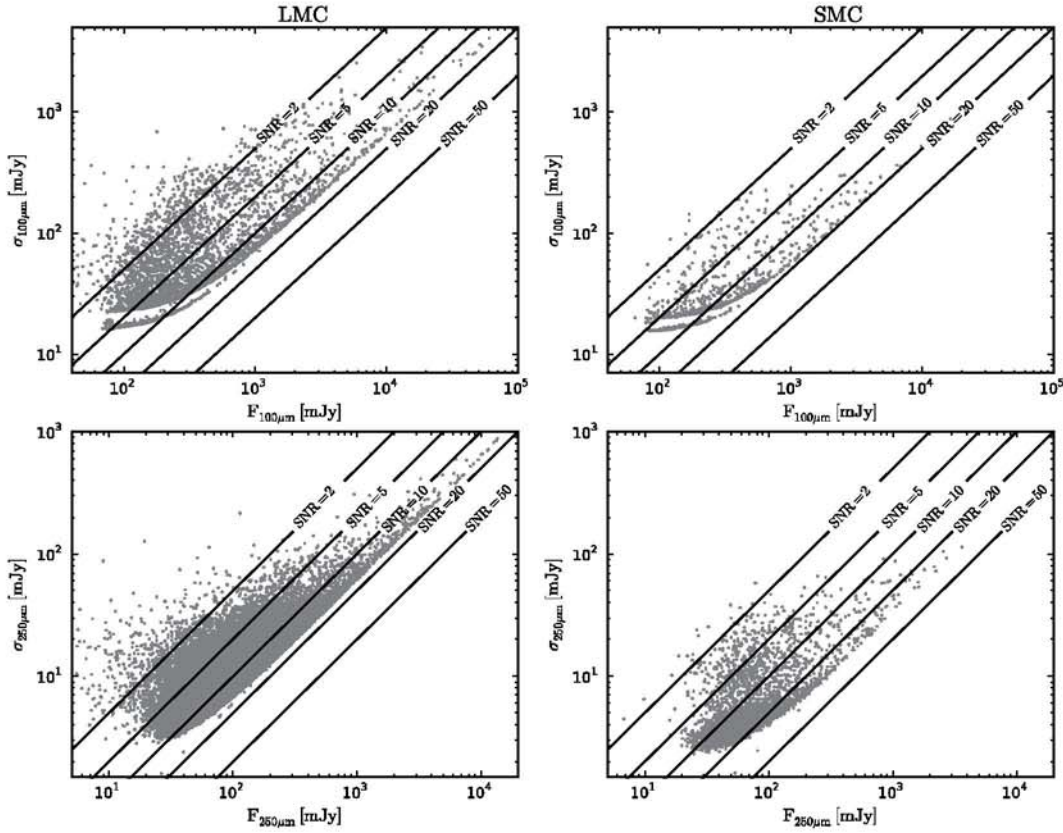 LMC
SMC
σ100μm [mJy]
10³
10²
10¹
SNR=2
SNR=5
SNR=10
SNR=20
SNR=50
10² 10³ 10⁴ 10⁵
F100μm [mJy]
σ100μm [mJy]
10³
10²
10¹
SNR=2
SNR=5
SNR=10
SNR=20
SNR=50
10² 10³ 10⁴ 10⁵
F100μm [mJy]
σ250μm [mJy]
10³
10²
10¹
SNR=2
SNR=5
SNR=10
SNR=20
SNR=50
10¹ 10² 10³ 10⁴
F250μm [mJy]
σ250μm [mJy]
10³
10²
10¹
SNR=2
SNR=5
SNR=10
SNR=20
SNR=50
10¹ 10² 10³ 10⁴
F250μm [mJy]